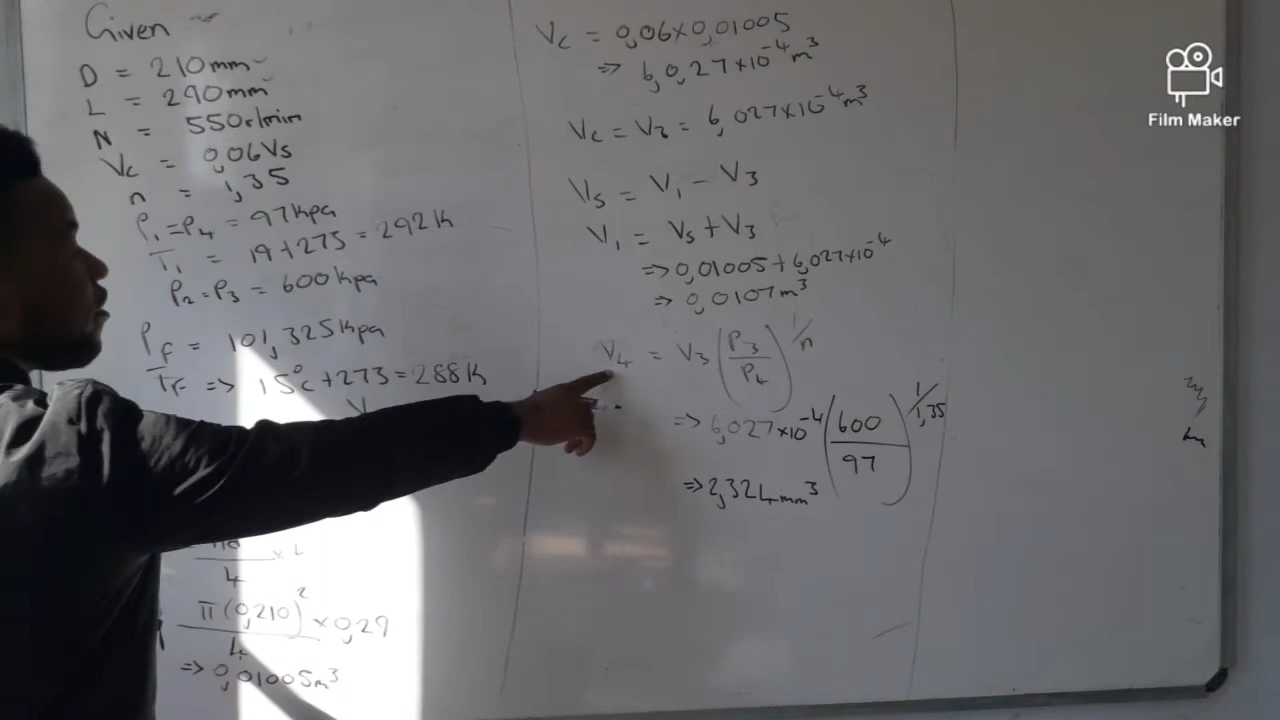 Given
D = 210mm
L = 290mm
N = 550r/min
Vc = 0,06Vs
n = 1,35
P1=P4 = 97Kpa
T1 = 19+273 = 292K
P2=P3 = 600Kpa
Pf = 101,325Kpa
Tf => 15°c+273=288K
4
π(0,210)² ×0,29
4
=> 0,01005m³
Vc = 0,06×0,01005
=> 6,0,27×10⁻⁴m³
Vc = V3 = 6,027×10⁻⁴m³
Vs = V1 - V3
V1 = Vs + V3
=> 0,01005+6,027×10⁻⁴
=> 0,0107m³
V4 = V3 (P3/P4)^1/n
=> 6,027×10⁻⁴ (600/97)^1/1,35
=> 2,324mm³
Film Maker